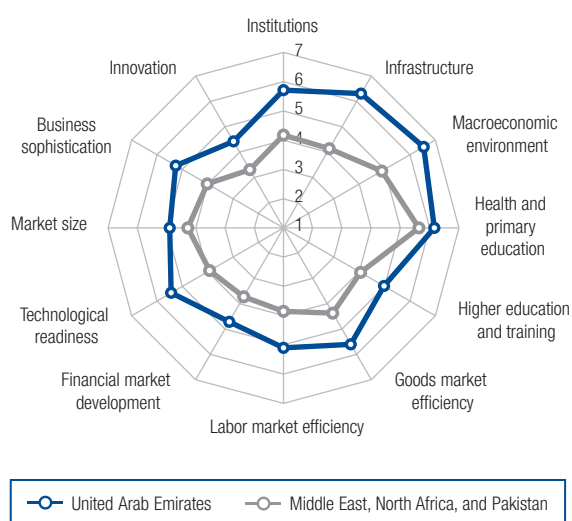 Institutions
Infrastructure
Macroeconomic
environment
Health and
primary
education
Higher education
and training
Goods market
efficiency
Labor market efficiency
Financial market
development
Technological
readiness
Market size
Business
sophistication
Innovation
7
6
5
4
3
2
1
United Arab Emirates
Middle East, North Africa, and Pakistan